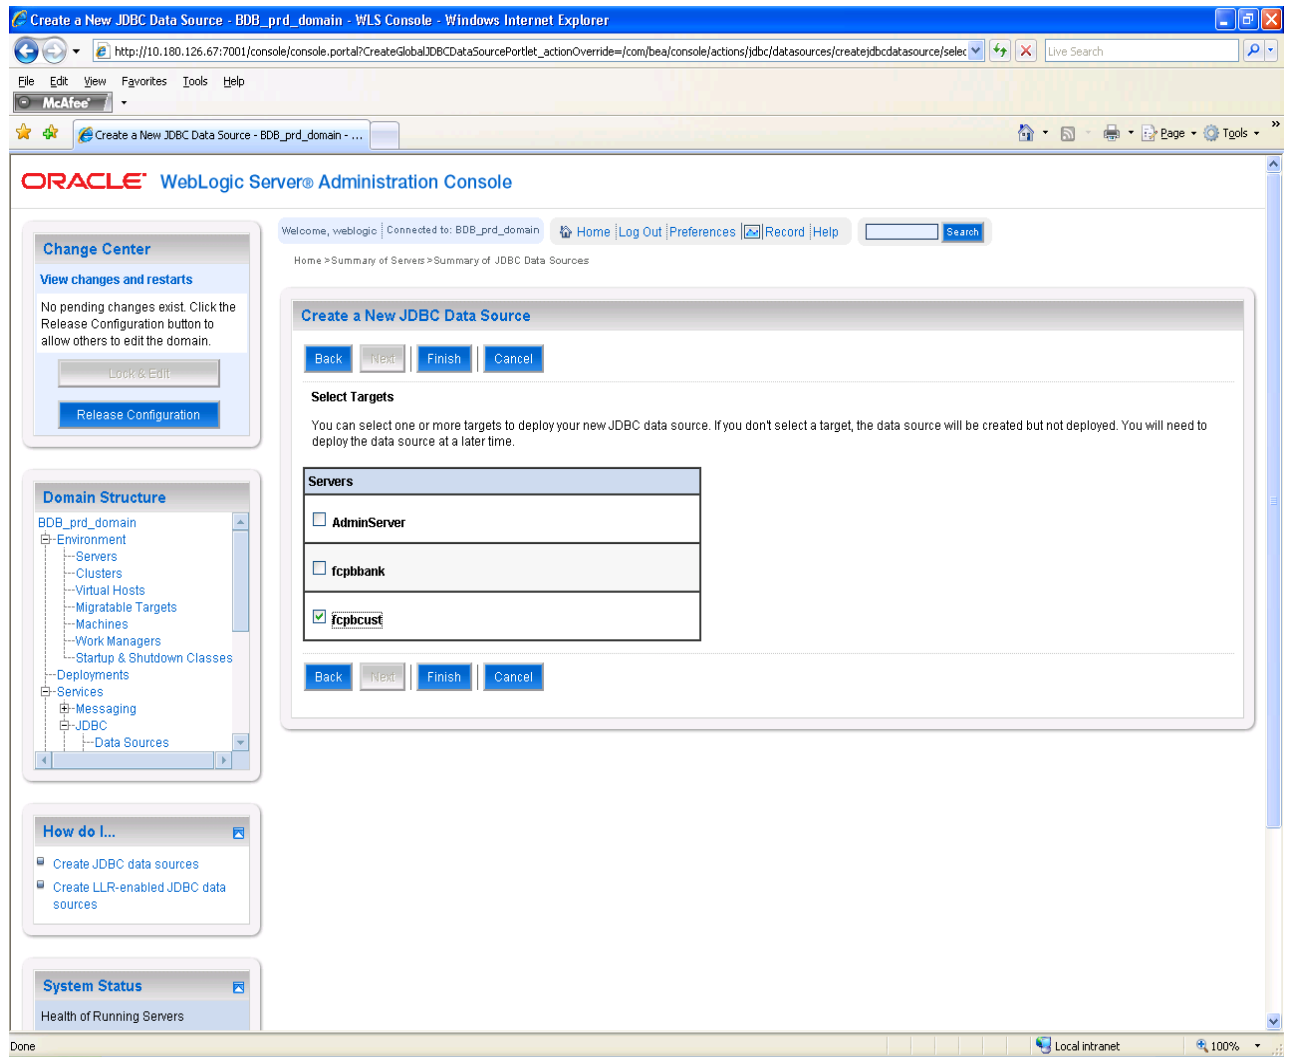 Create a New JDBC Data Source - BDB_prd_domain - WLS Console - Windows Internet Explorer
http://10.180.126.67:7001/console/console.portal?CreateGlobalJDBCDataSourcePortlet_actionOverride=/com/bea/console/actions/jdbc/datasources/createjdbcdatasource/selec
Live Search
File Edit View Favorites Tools Help
McAfee
Create a New JDBC Data Source - BDB_prd_domain - ...
Page Tools
ORACLE WebLogic Server® Administration Console
Change Center
View changes and restarts
No pending changes exist. Click the
Release Configuration button to
allow others to edit the domain.
Lock & Edit
Release Configuration
Domain Structure
BDB_prd_domain
Environment
Servers
Clusters
Virtual Hosts
Migratable Targets
Machines
Work Managers
Startup & Shutdown Classes
Deployments
Services
Messaging
JDBC
Data Sources
How do I...
Create JDBC data sources
Create LLR-enabled JDBC data
sources
System Status
Health of Running Servers
Welcome, weblogic Connected to: BDB_prd_domain Home Log Out Preferences Record Help Search
Home >Summary of Servers >Summary of JDBC Data Sources
Create a New JDBC Data Source
Back Next Finish Cancel
Select Targets
You can select one or more targets to deploy your new JDBC data source. If you don't select a target, the data source will be created but not deployed. You will need to
deploy the data source at a later time.
Servers
AdminServer
fcpbbank
fcpbcust
Back Next Finish Cancel
Done
Local intranet
100%